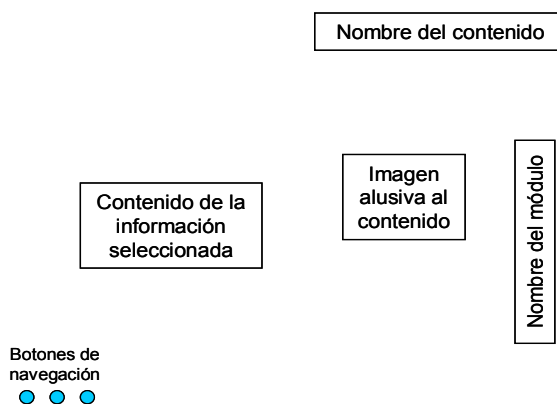 Nombre del contenido
Contenido de la
información
seleccionada
Imagen
alusiva al
contenido
Nombre del módulo
Botones de
navegación